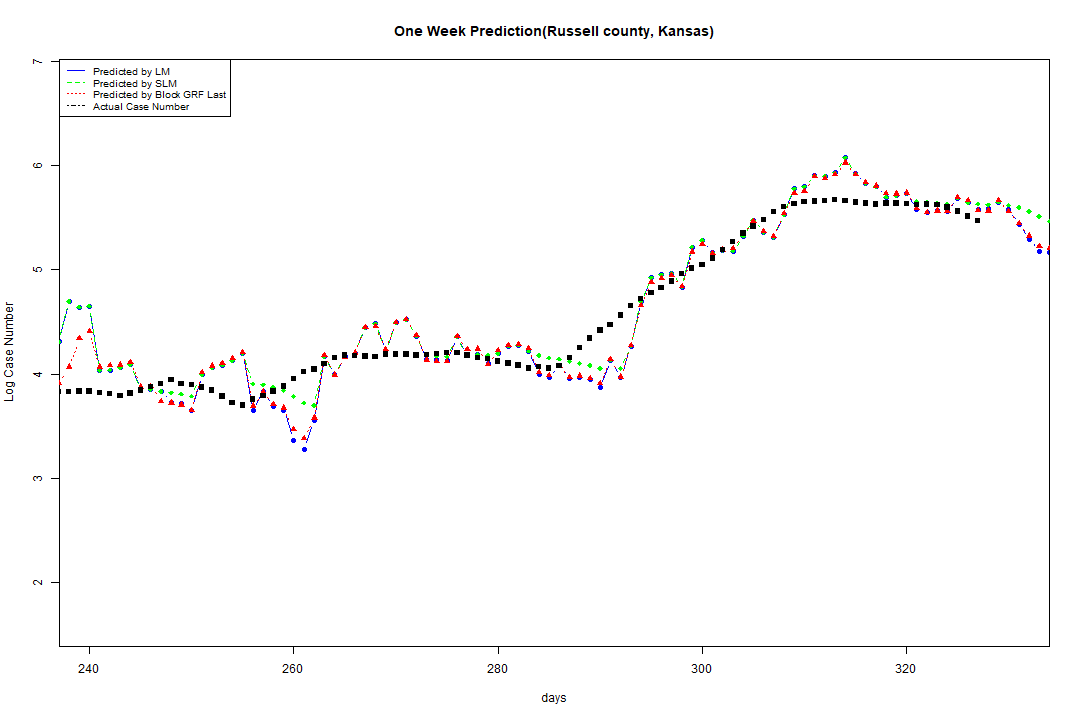 One Week Prediction(Russell county, Kansas)
Predicted by LM
Predicted by SLM
Predicted by Block GRF Last
Actual Case Number
Log Case Number
7
6
5
4
3
2
240 260 280 300 320
days